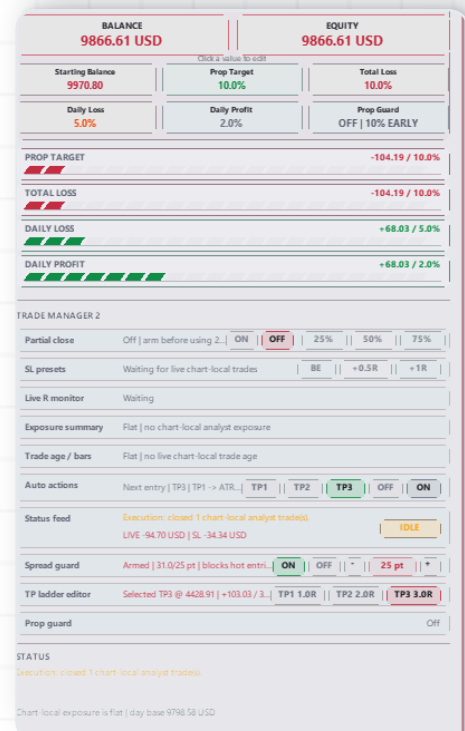 BALANCE EQUITY
9866.61 USD 9866.61 USD
Click a value to edit
Starting Balance Prop Target Total Loss
9970.80 10.0% 10.0%
Daily Loss Daily Profit Prop Guard
5.0% 2.0% OFF | 10% EARLY
PROP TARGET -104.19 / 10.0%
TOTAL LOSS -104.19 / 10.0%
DAILY LOSS +68.03 / 5.0%
DAILY PROFIT +68.03 / 2.0%
TRADE MANAGER 2
Partial close Off | arm before using 2... ON OFF 25% 50% 75%
SL presets Waiting for live chart-local trades BE +0.5R +1R
Live R monitor Waiting
Exposure summary Flat | no chart-local analyst exposure
Trade age / bars Flat | no live chart-local trade age
Auto actions Next entry | TP3 | TP1 -> ATR... TP1 TP2 TP3 OFF ON
Status feed Execution: closed 1 chart-local analyst trade(s). IDLE
LIVE -94.70 USD | SL -34.34 USD
Spread guard Armed | 31.0/25 pt | blocks hot entri... ON OFF - 25 pt +
TP ladder editor Selected TP3 @ 4428.91 | +103.03 / 3... TP1 1.0R TP2 2.0R TP3 3.0R
Prop guard Off
STATUS
Execution: closed 1 chart-local analyst trade(s)
Chart-local exposure is flat | day base 9798.58 USD